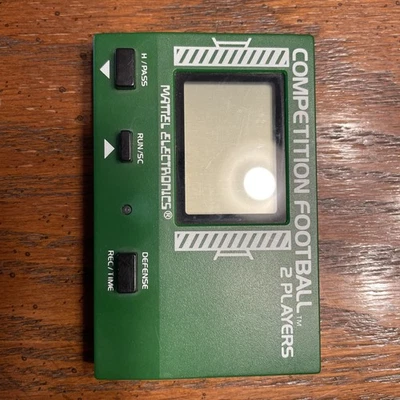 COMPETITION FOOTBALL™
2 PLAYERS
MATTEL ELECTRONICS®
H/PASS
RUN/SC
DEFENSE
REC/TIME